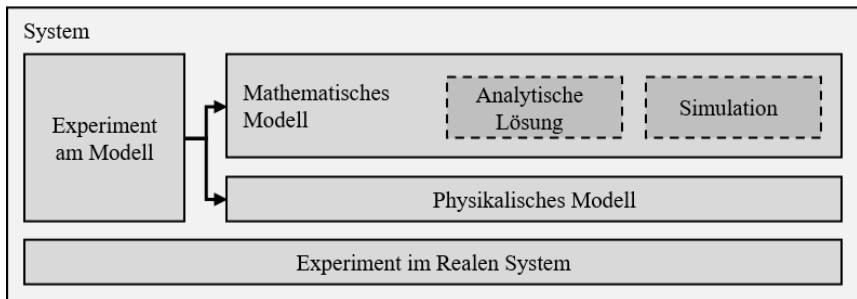 System
Experiment
am Modell
Mathematisches
Modell
Analytische
Lösung
Simulation
Physikalisches Modell
Experiment im Realen System